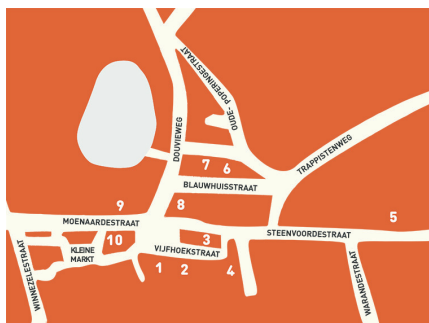 OUDE-POPERINGESTRAAT
DOUVIEWEG
TRAPPISTENWEG
7 6
BLAUWHUISSTRAAT
9 8
5
MOENAARDESTRAAT
STEENVOORDESTRAAT
10 3
KLEINE
MARKT
VIJFHOEKSTRAAT
1 2 4
WINNEZELESTRAAT
WARANDESTRAAT